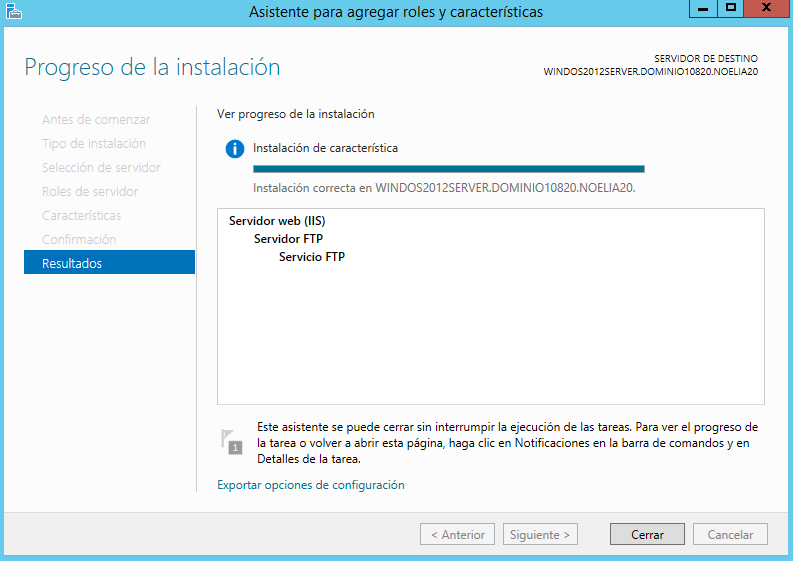 Asistente para agregar roles y características
Progreso de la instalación
SERVIDOR DE DESTINO
WINDOS2012SERVER.DOMINIO10820.NOELIA20
Antes de comenzar
Tipo de instalación
Selección de servidor
Roles de servidor
Características
Confirmación
Resultados
Ver progreso de la instalación
Instalación de característica
Instalación correcta en WINDOS2012SERVER.DOMINIO10820.NOELIA20.
Servidor web (IIS)
Servidor FTP
Servicio FTP
1
Este asistente se puede cerrar sin interrumpir la ejecución de las tareas. Para ver el progreso de
la tarea o volver a abrir esta página, haga clic en Notificaciones en la barra de comandos y en
Detalles de la tarea.
Exportar opciones de configuración
< Anterior
Siguiente >
Cerrar
Cancelar